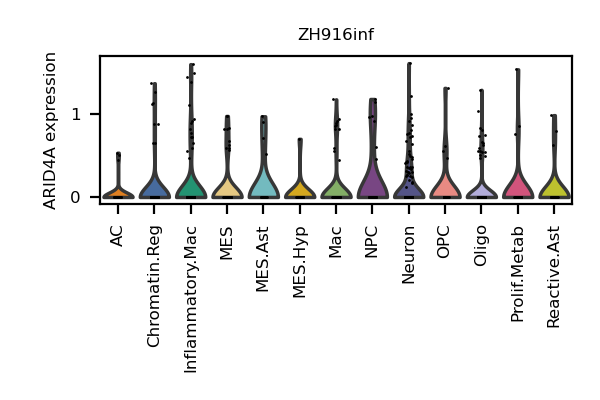 ZH916inf
ARID4A expression
1
0
AC
Chromatin.Reg
Inflammatory.Mac
MES
MES.Ast
MES.Hyp
Mac
NPC
Neuron
OPC
Oligo
Prolif.Metab
Reactive.Ast